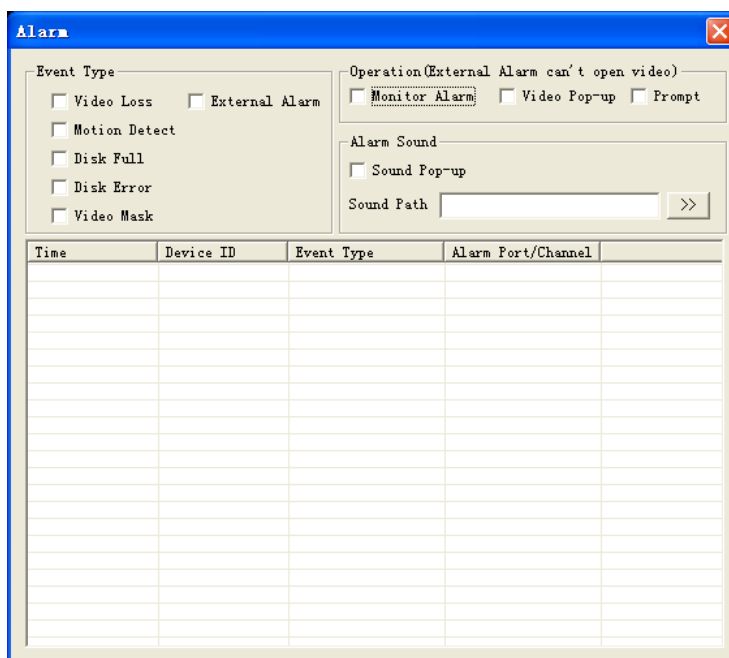 Alarm
Event Type
Video Loss External Alarm
Motion Detect
Disk Full
Disk Error
Video Mask
Operation(External Alarm can't open video)
Monitor Alarm Video Pop-up Prompt
Alarm Sound
Sound Pop-up
Sound Path >>
Time Device ID Event Type Alarm Port/Channel